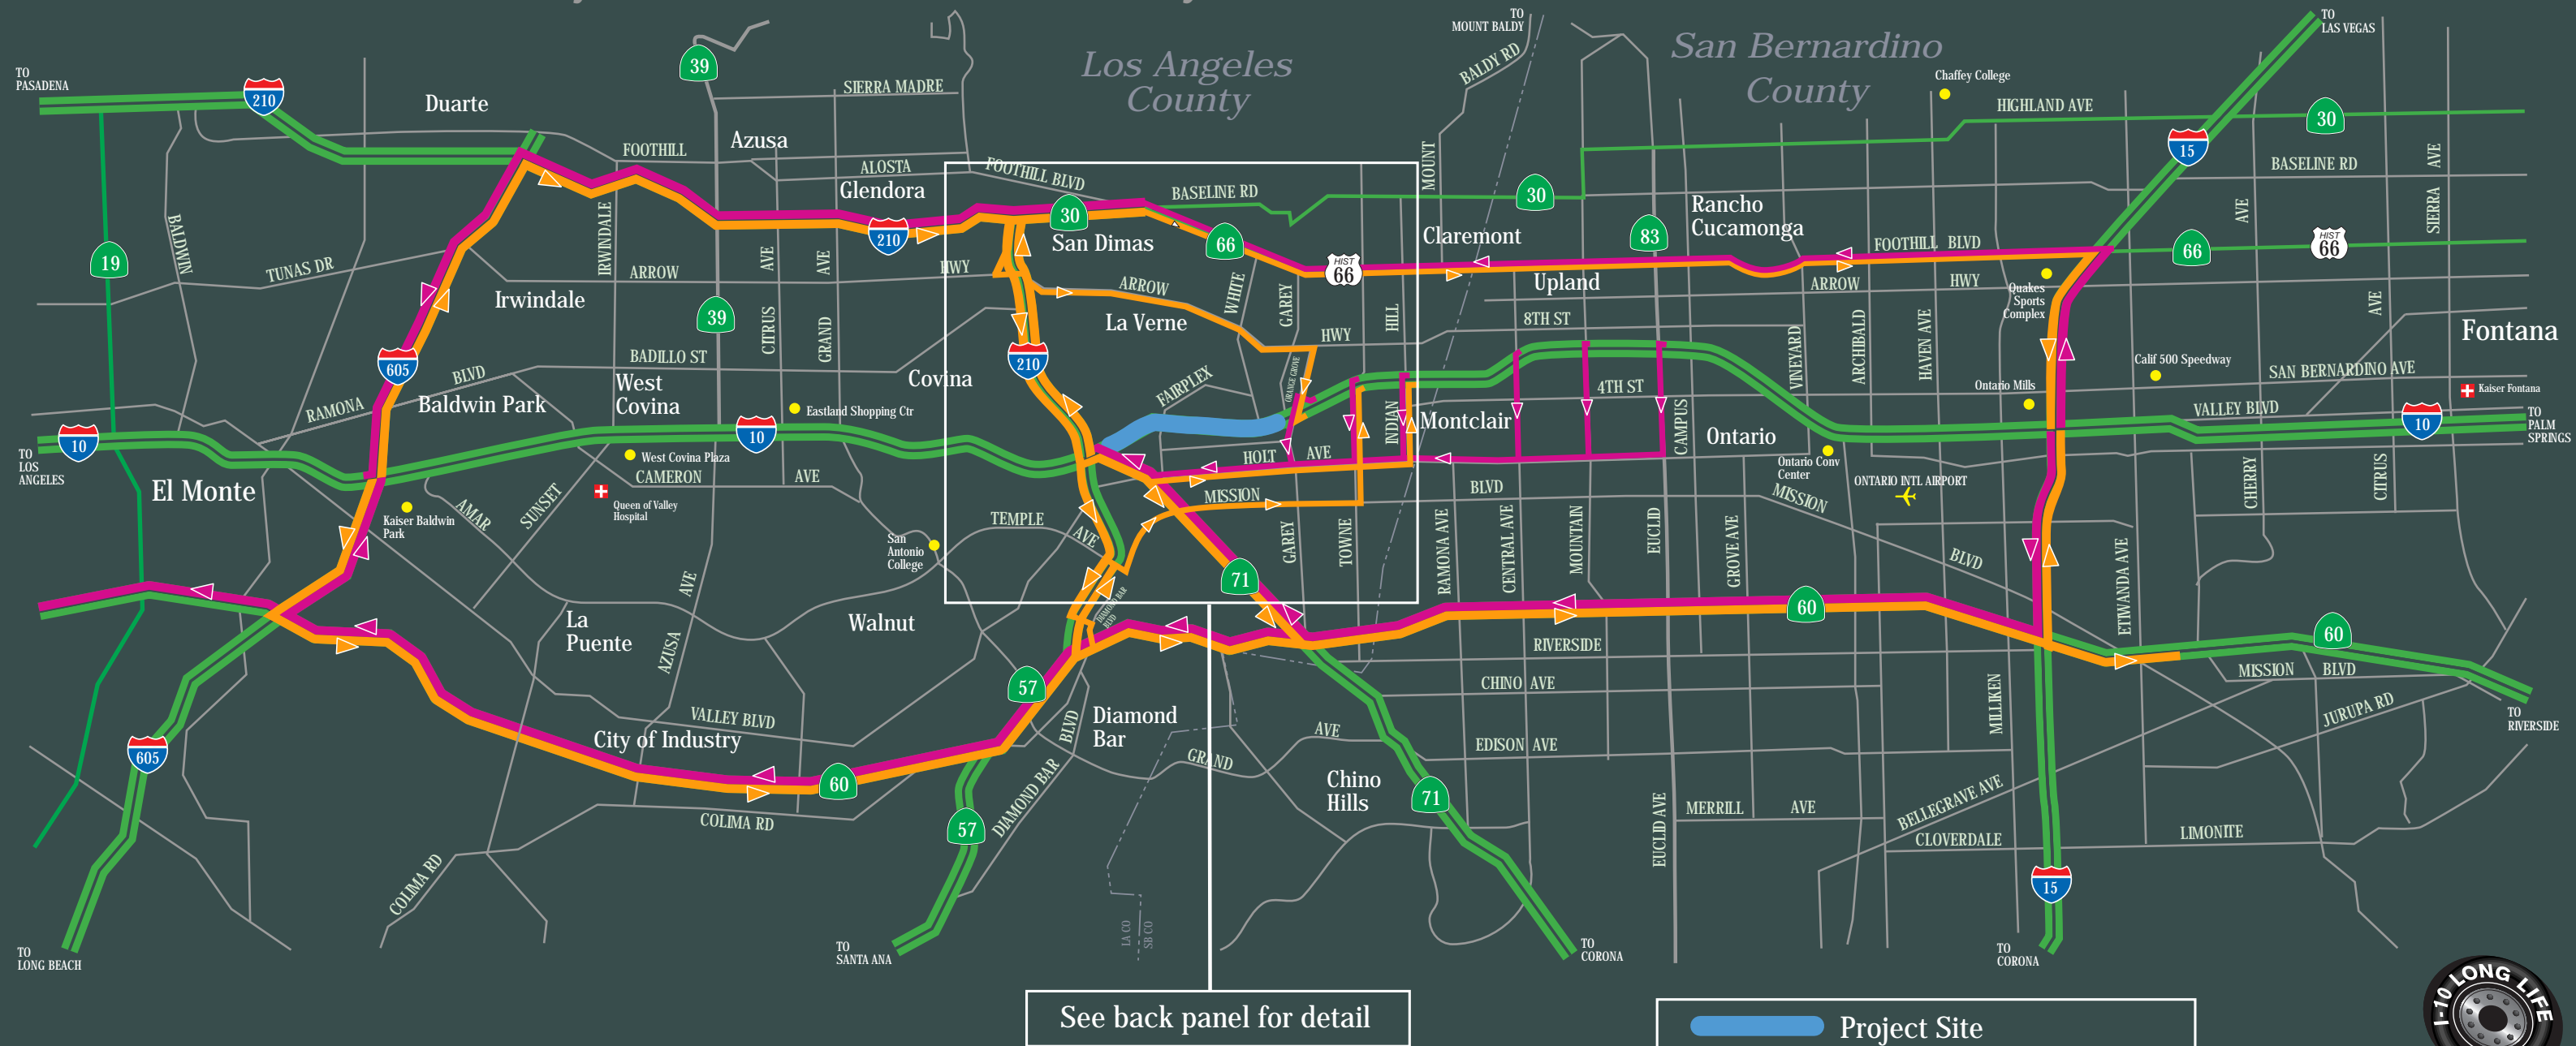 TO
PASADENA
210
Duarte
39
SIERRA MADRE
Los Angeles
County
TO
MOUNT BALDY
BALDY RD
San Bernardino
County
Chaffey College
HIGHLAND AVE
30
TO
LAS VEGAS
15
BASELINE RD
SIERRA
AVE
Azusa
FOOTHILL
ALOSTA
Glendora
FOOTHILL BLVD
BASELINE RD
MOUNT
30
30
San Dimas
66
Claremont
83
Rancho
Cucamonga
FOOTHILL BLVD
AVE
66
HIST
66
19
BALDWIN
TUNAS DR
IRWINDALE
ARROW
AVE
AVE
210
HWY
HIST
66
Upland
ARROW
HWY
Quakes
Sports
Complex
Irwindale
39
CITRUS
GRAND
ARROW
La Verne
WHITE
GAREY
HWY
HILL
8TH ST
VINEYARD
ARCHIBALD
HAVEN AVE
AVE
Fontana
605
BADILLO ST
BLVD
RAMONA
Baldwin Park
West
Covina
Covina
210
FAIRPLEX
ORANGE GROVE
4TH ST
Calif 500 Speedway
SAN BERNARDINO AVE
Ontario Mills
Kaiser Fontana
VALLEY BLVD
Eastland Shopping Ctr
INDIAN
Montclair
CAMPUS
Ontario
10
TO
PALM
SPRINGS
10
TO
LOS
ANGELES
10
West Covina Plaza
CAMERON
AVE
HOLT
AVE
Ontario Conv
Center
ONTARIO INTL AIRPORT
CHERRY
CITRUS
El Monte
Kaiser Baldwin
Park
AMAR
SUNSET
Queen of Valley
Hospital
San
Antonio
College
TEMPLE
AVE
MISSION
BLVD
MISSION
BLVD
GAREY
TOWNE
RAMONA AVE
CENTRAL AVE
MOUNTAIN
EUCLID
GROVE AVE
ETIWANDA AVE
La
Puente
AVE
AZUSA
Walnut
DIAMOND BAR
BLVD
71
60
RIVERSIDE
60
MISSION
BLVD
57
CHINO AVE
MILLIKEN
JURUPA RD
TO
RIVERSIDE
605
VALLEY BLVD
City of Industry
BLVD
Diamond
Bar
AVE
GRAND
EDISON AVE
60
DIAMOND BAR
Chino
Hills
71
COLIMA RD
57
EUCLID AVE
MERRILL
AVE
BELLEGRAVE AVE
CLOVERDALE
LIMONITE
COLIMA RD
15
LA CO
SB CO
TO
LONG BEACH
TO
SANTA ANA
TO
CORONA
TO
CORONA
See back panel for detail
Project Site
I-10 LONG LIFE